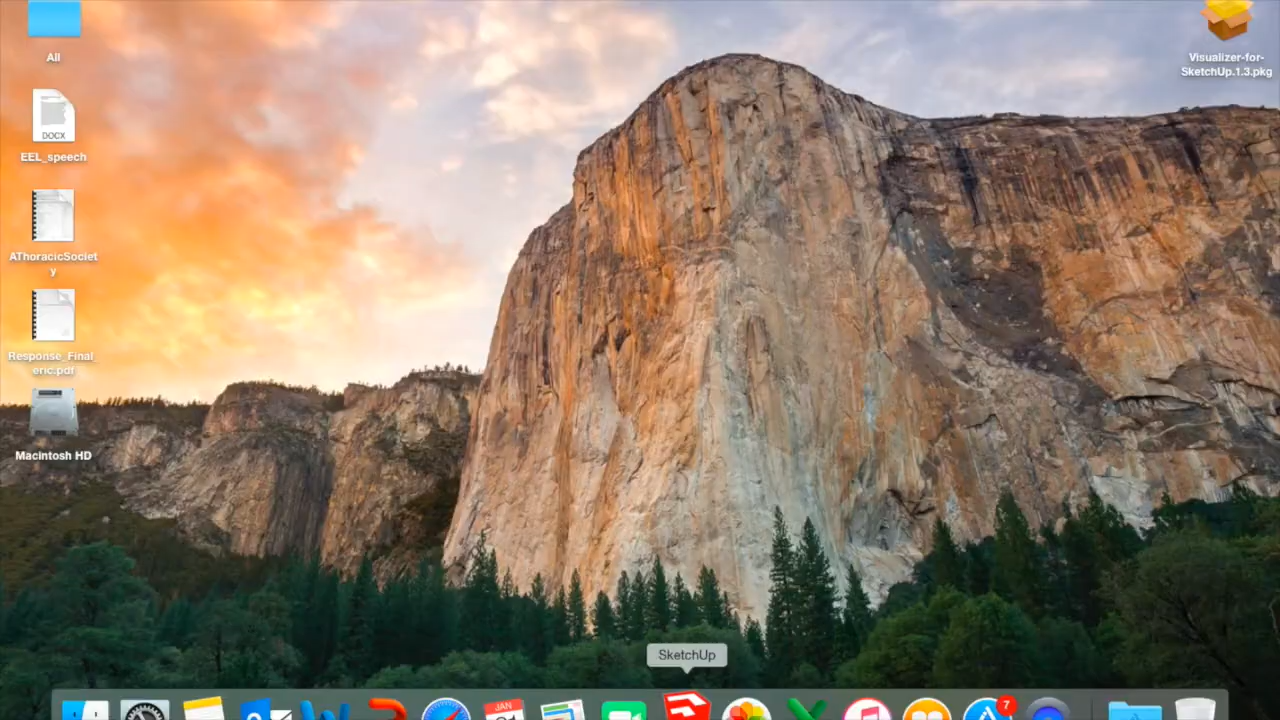 All
DOCX
EEL_speech
AThoracicSociet
y
Response_Final_
eric.pdf
Macintosh HD
Visualizer-for-
SketchUp.1.3.pkg
SketchUp
JAN
7